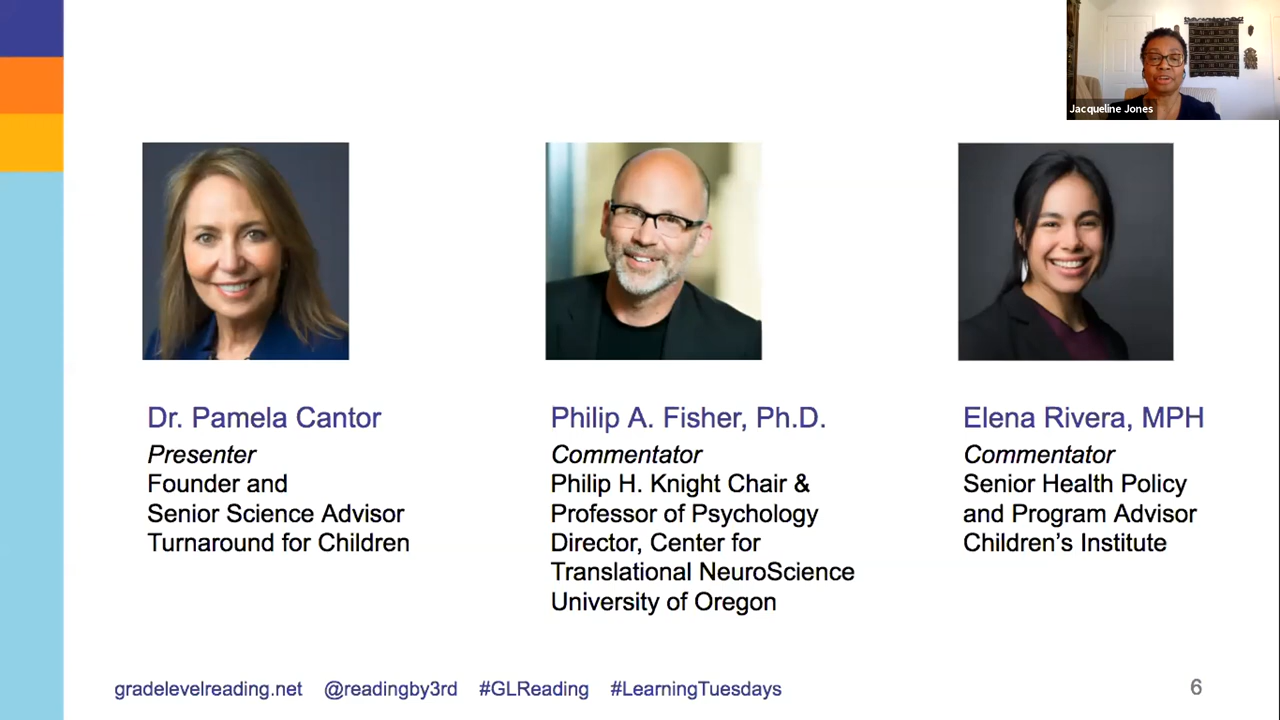 Jacqueline Jones
Dr. Pamela Cantor
Presenter
Founder and
Senior Science Advisor
Turnaround for Children
Philip A. Fisher, Ph.D.
Commentator
Philip H. Knight Chair &
Professor of Psychology
Director, Center for
Translational NeuroScience
University of Oregon
Elena Rivera, MPH
Commentator
Senior Health Policy
and Program Advisor
Children’s Institute
gradelevelreading.net @readingby3rd #GLReading #LearningTuesdays
6